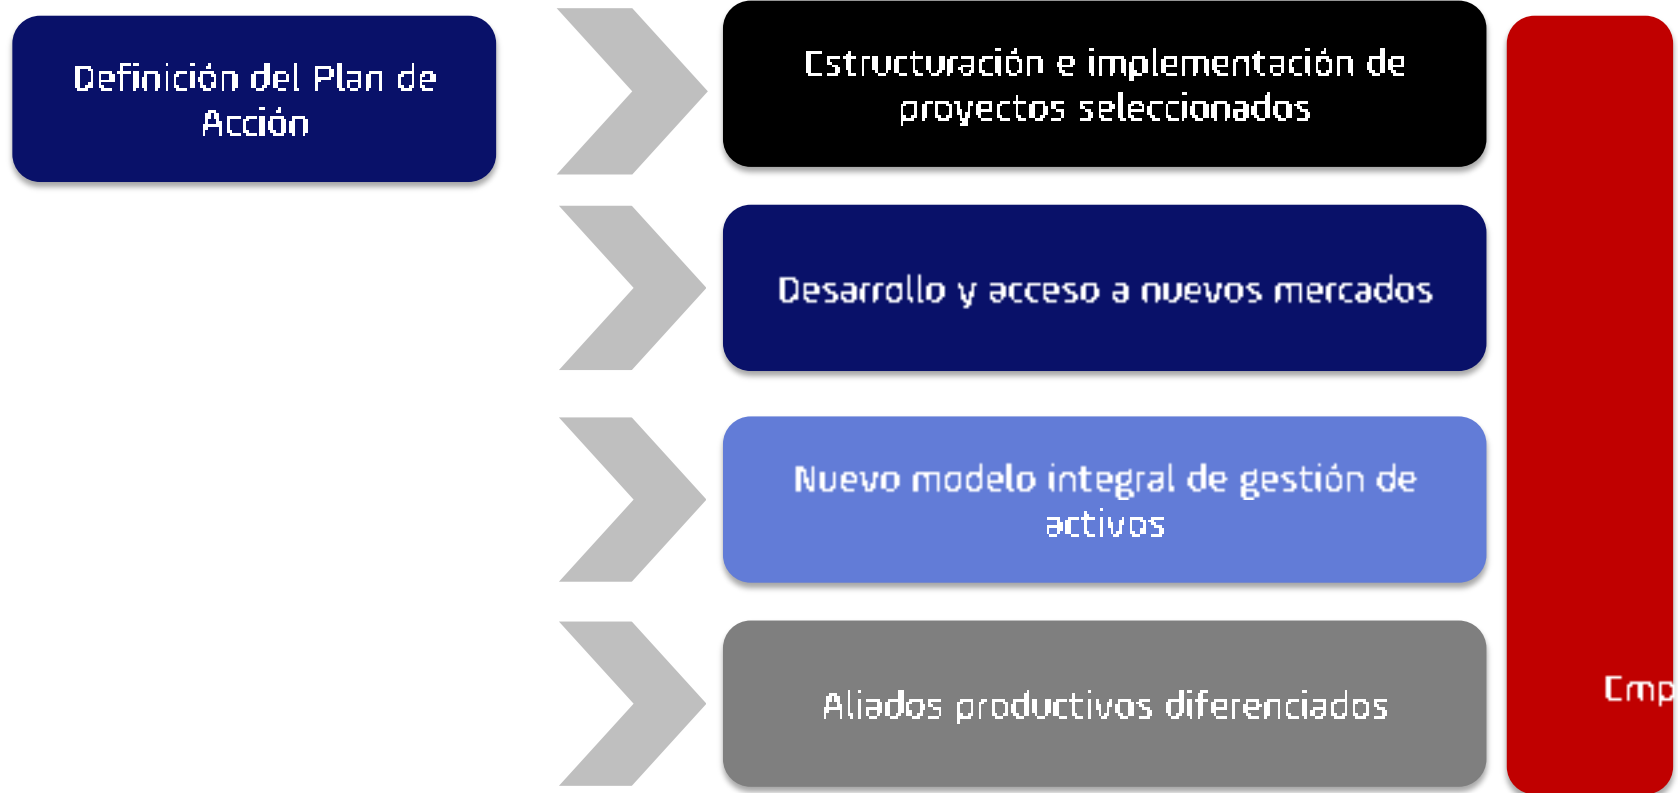 Definición del Plan de
Acción
Estructuración e implementación de
proyectos seleccionados
Desarrollo y acceso a nuevos mercados
Nuevo modelo integral de gestión de
activos
Aliados productivos diferenciados